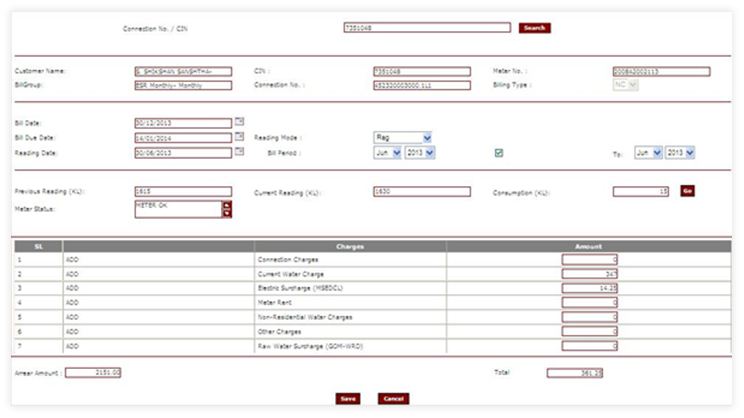 Connection No. / CIN 7351048 Search
Customer Name: S. SHIKSHAN SANSHTHA- CIN : 7351048 Meter No. : 200842002113
BillGroup: ESR Monthly- Monthly Connection No. : 452320003000.1L1 Billing Type : NC
Bill Date: 30/12/2013
Bill Due Date: 14/01/2014 Reading Mode : Rag
Reading Date: 30/06/2013 Bill Period : Jun 2013 To: Jun 2013
Previous Reading (KL): 1615 Current Reading (KL): 1630 Consumption (KL): 15 Go
Meter Status: METER OK
SL Charges Amount
1 ADD Connection Charges 0
2 ADD Current Water Charge 347
3 ADD Electric Surcharge (MSEDCL) 14.25
4 ADD Meter Rent 0
5 ADD Non-Residential Water Charges 0
6 ADD Other Charges 0
7 ADD Raw Water Surcharge (GOM-WRD) 0
Arrear Amount : 2151.00 Total 361.25
Save Cancel